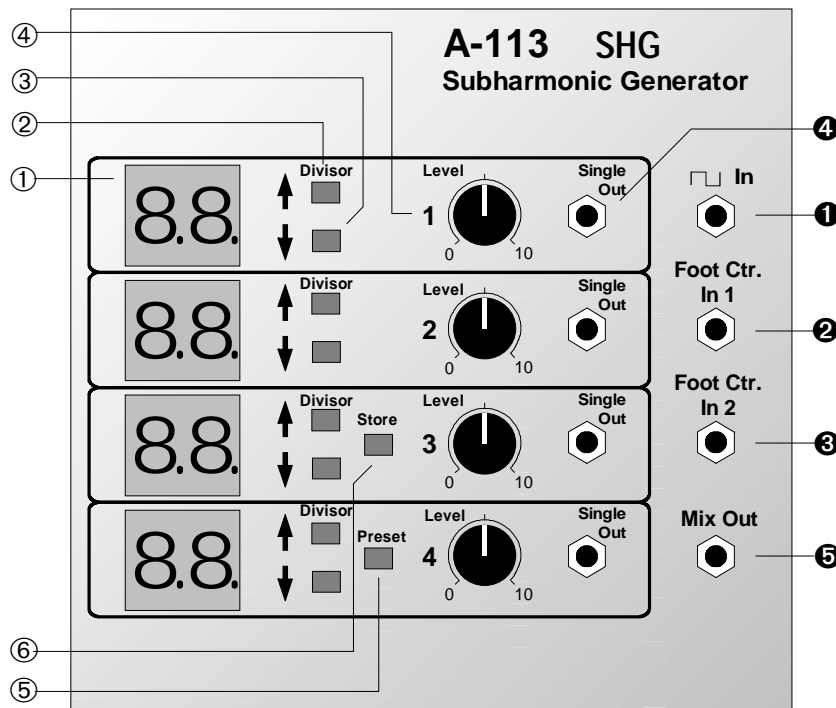 ④
A-113 SHG
③
Subharmonic Generator
②
❹
①
8.8.
Divisor
Level
1
0
10
Single
Out
In
❶
8.8.
Divisor
Level
2
0
10
Single
Out
Foot Ctr.
In 1
❷
8.8.
Divisor
Store
Level
3
0
10
Single
Out
Foot Ctr.
In 2
❸
8.8.
Divisor
Preset
Level
4
0
10
Single
Out
Mix Out
❺
⑥
⑤